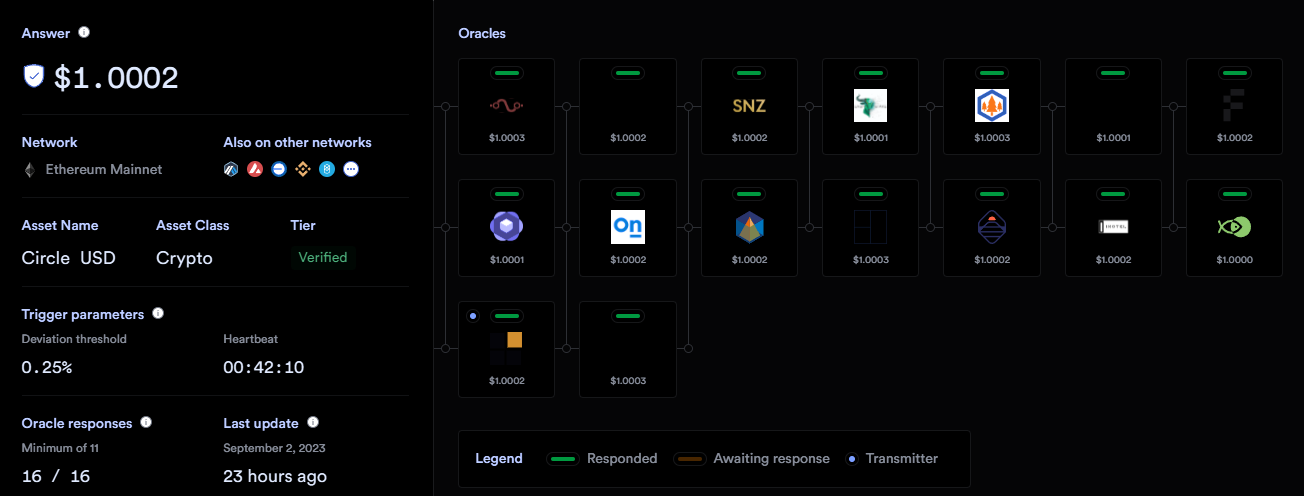 Answer
$1.0002
Network
Also on other networks
Ethereum Mainnet
Asset Name
Asset Class
Tier
Circle USD
Crypto
Verified
Trigger parameters
Deviation threshold
Heartbeat
0.25%
00:42:10
Oracle responses
Last update
Minimum of 11
September 2, 2023
16 / 16
23 hours ago
Oracles
SNZ
$1.0003
$1.0002
$1.0002
$1.0001
$1.0003
$1.0001
$1.0002
On
$1.0001
$1.0002
$1.0002
$1.0003
$1.0002
$1.0002
$1.0000
$1.0002
$1.0003
Legend
Responded
Awaiting response
Transmitter